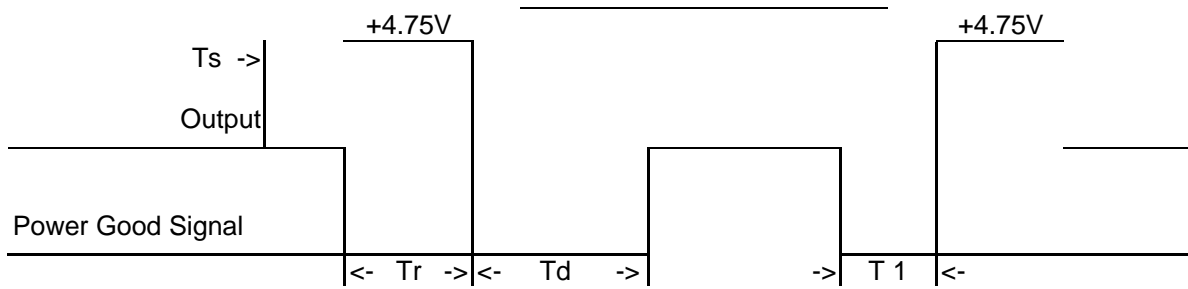 +4.75V +4.75V
Ts ->
Output
Power Good Signal
<- Tr -> <- Td -> -> T 1 <-